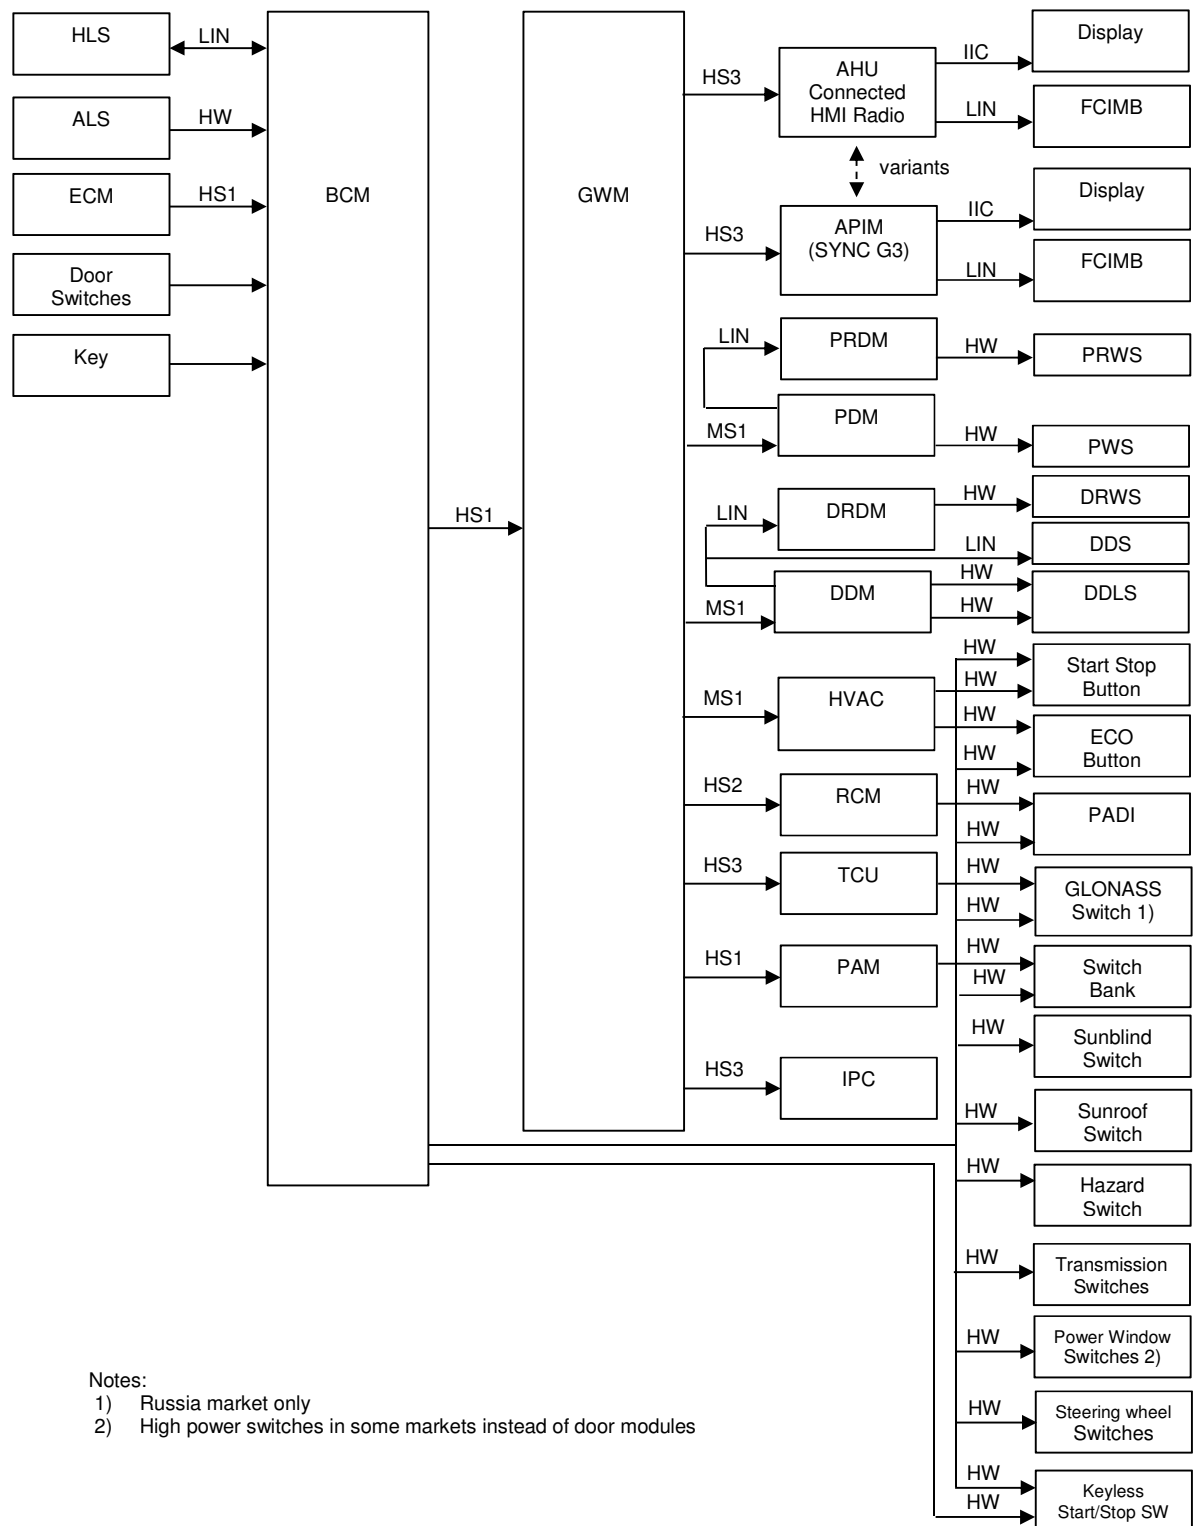 HLS
LIN
ALS
HW
ECM
HS1
Door
Switches
Key
BCM
HS1
GWM
HS3
AHU
Connected
HMI Radio
IIC
Display
LIN
FCIMB
variants
HS3
APIM
(SYNC G3)
IIC
Display
LIN
FCIMB
LIN
PRDM
HW
PRWS
MS1
PDM
HW
PWS
LIN
DRDM
HW
DRWS
LIN
DDS
MS1
DDM
HW
HW
DDLS
MS1
HVAC
HW
HW
Start Stop
Button
HW
HW
ECO
Button
HS2
RCM
HW
HW
PADI
HS3
TCU
HW
HW
GLONASS
Switch 1)
HS1
PAM
HW
HW
Switch
Bank
HW
Sunblind
Switch
HS3
IPC
HW
Sunroof
Switch
HW
Hazard
Switch
HW
Transmission
Switches
HW
Power Window
Switches 2)
HW
Steering wheel
Switches
HW
HW
Keyless
Start/Stop SW
Notes:
1) Russia market only
2) High power switches in some markets instead of door modules